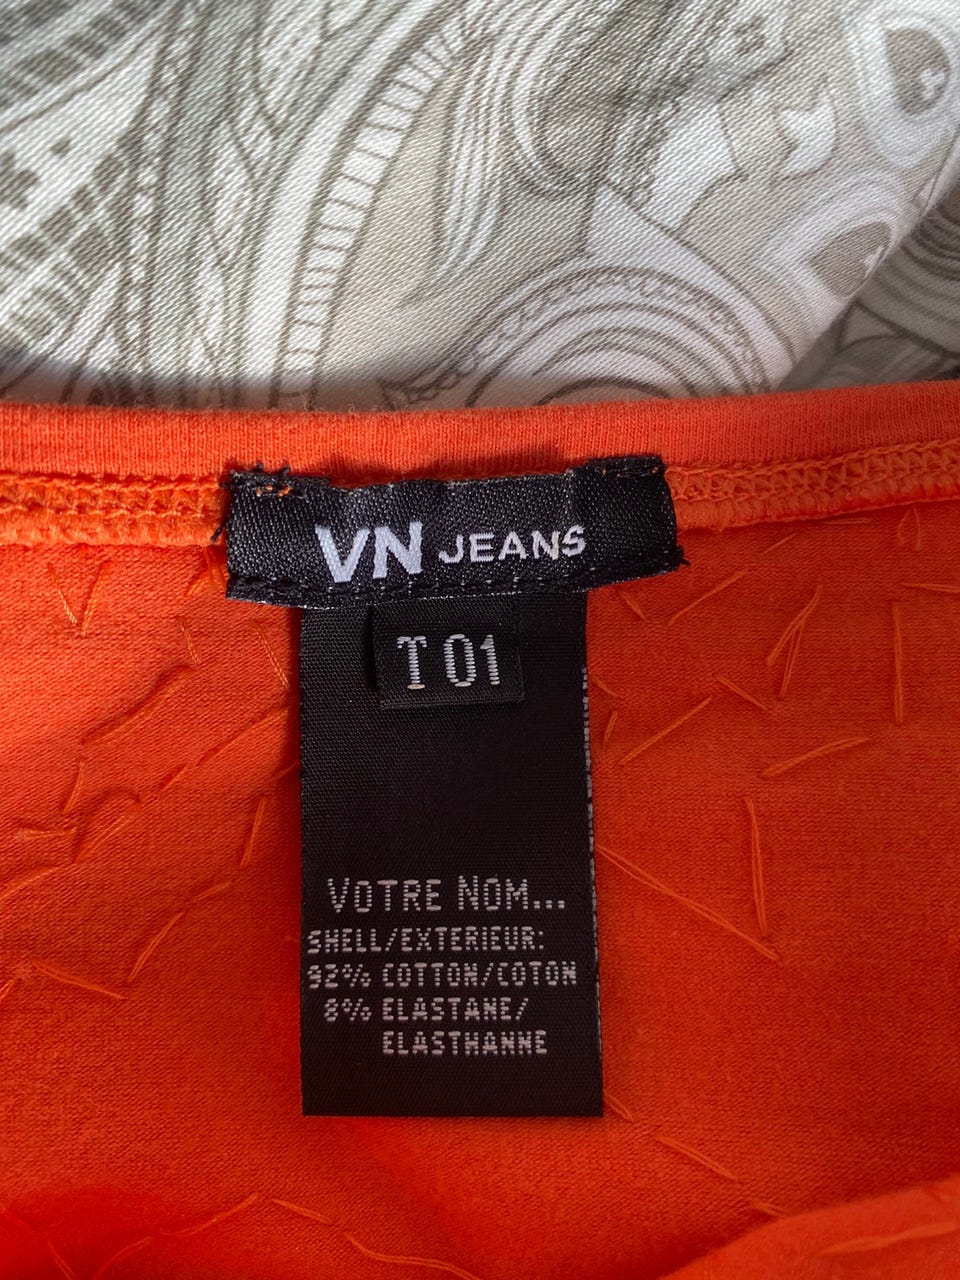 VN JEANS
T 01
VOTRE NOM...
SHELL/EXTERIEUR:
92% COTTON/COTON
8% ELASTANE/
ELASTHANNE